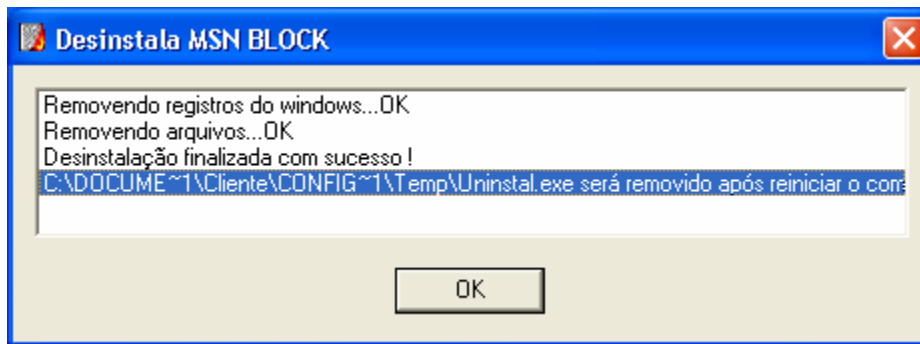 Desinstala MSN BLOCK
Removendo registros do windows...OK
Removendo arquivos...OK
Desinstalação finalizada com sucesso !
C:\DOCUME~1\Cliente\CONFIG~1\Temp\Uninstal.exe será removido após reiniciar o com
OK